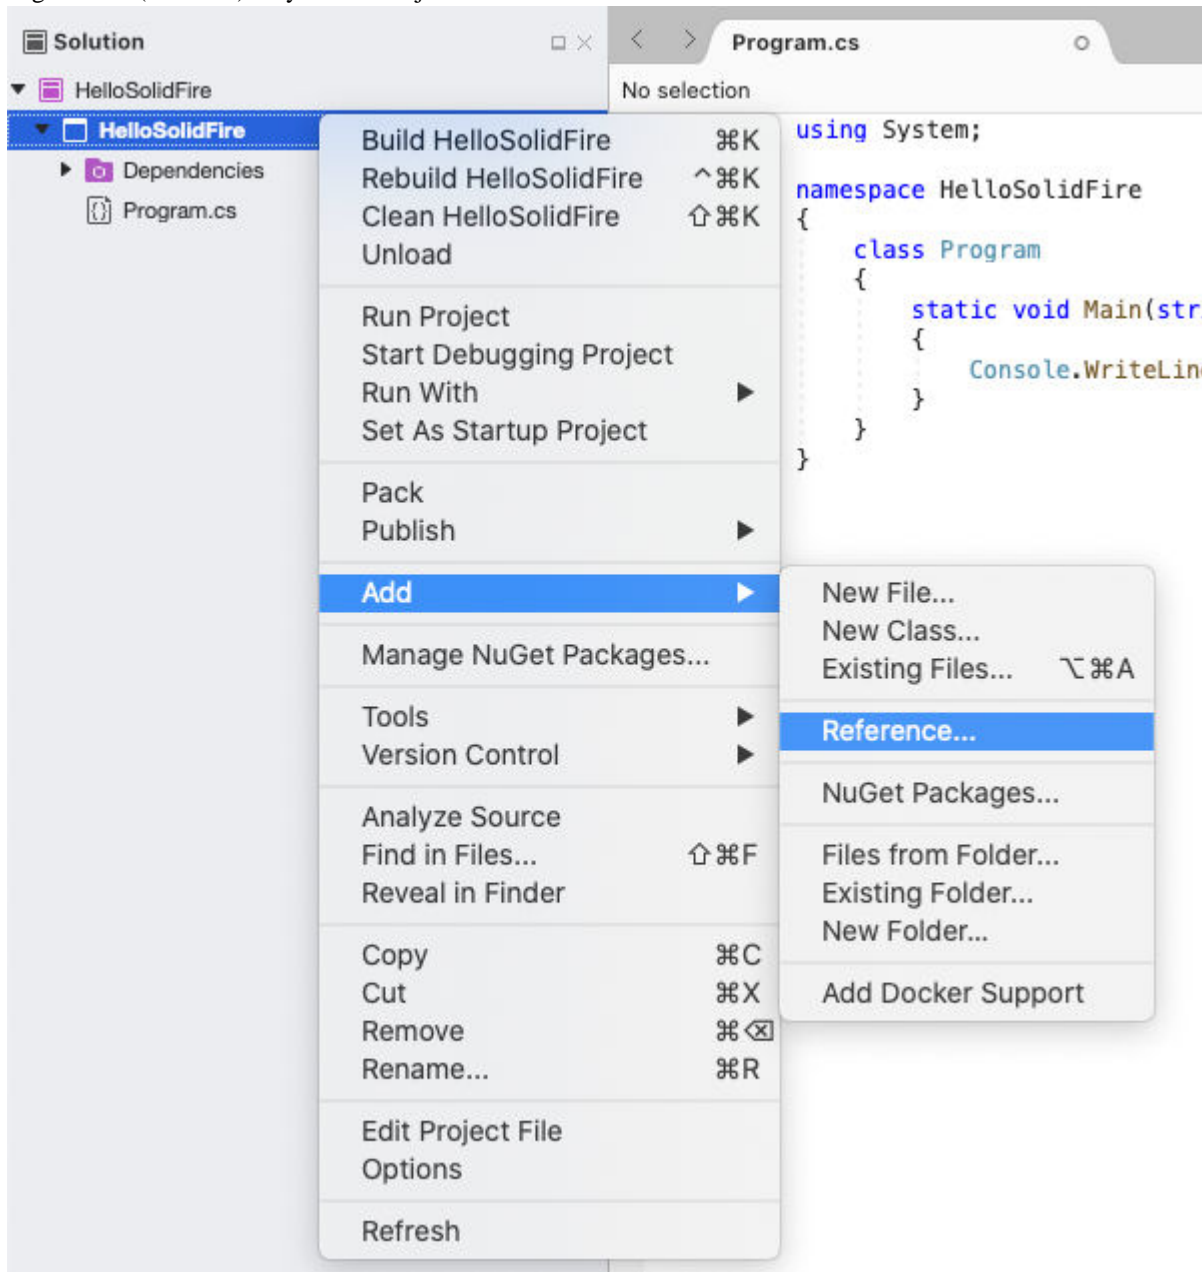 Solution
HelloSolidFire
HelloSolidFire
Dependencies
Program.cs
Build HelloSolidFire ⌘K
Rebuild HelloSolidFire ^⌘K
Clean HelloSolidFire ⇧⌘K
Unload
Run Project
Start Debugging Project
Run With
Set As Startup Project
Pack
Publish
Add
Manage NuGet Packages...
Tools
Version Control
Analyze Source
Find in Files... ⇧⌘F
Reveal in Finder
Copy ⌘C
Cut ⌘X
Remove ⌘⌫
Rename... ⌘R
Edit Project File
Options
Refresh
New File...
New Class...
Existing Files... ⌥⌘A
Reference...
NuGet Packages...
Files from Folder...
Existing Folder...
New Folder...
Add Docker Support
Program.cs
No selection
using System;
namespace HelloSolidFire
{
class Program
{
static void Main(str
{
Console.WriteLin
}
}
}